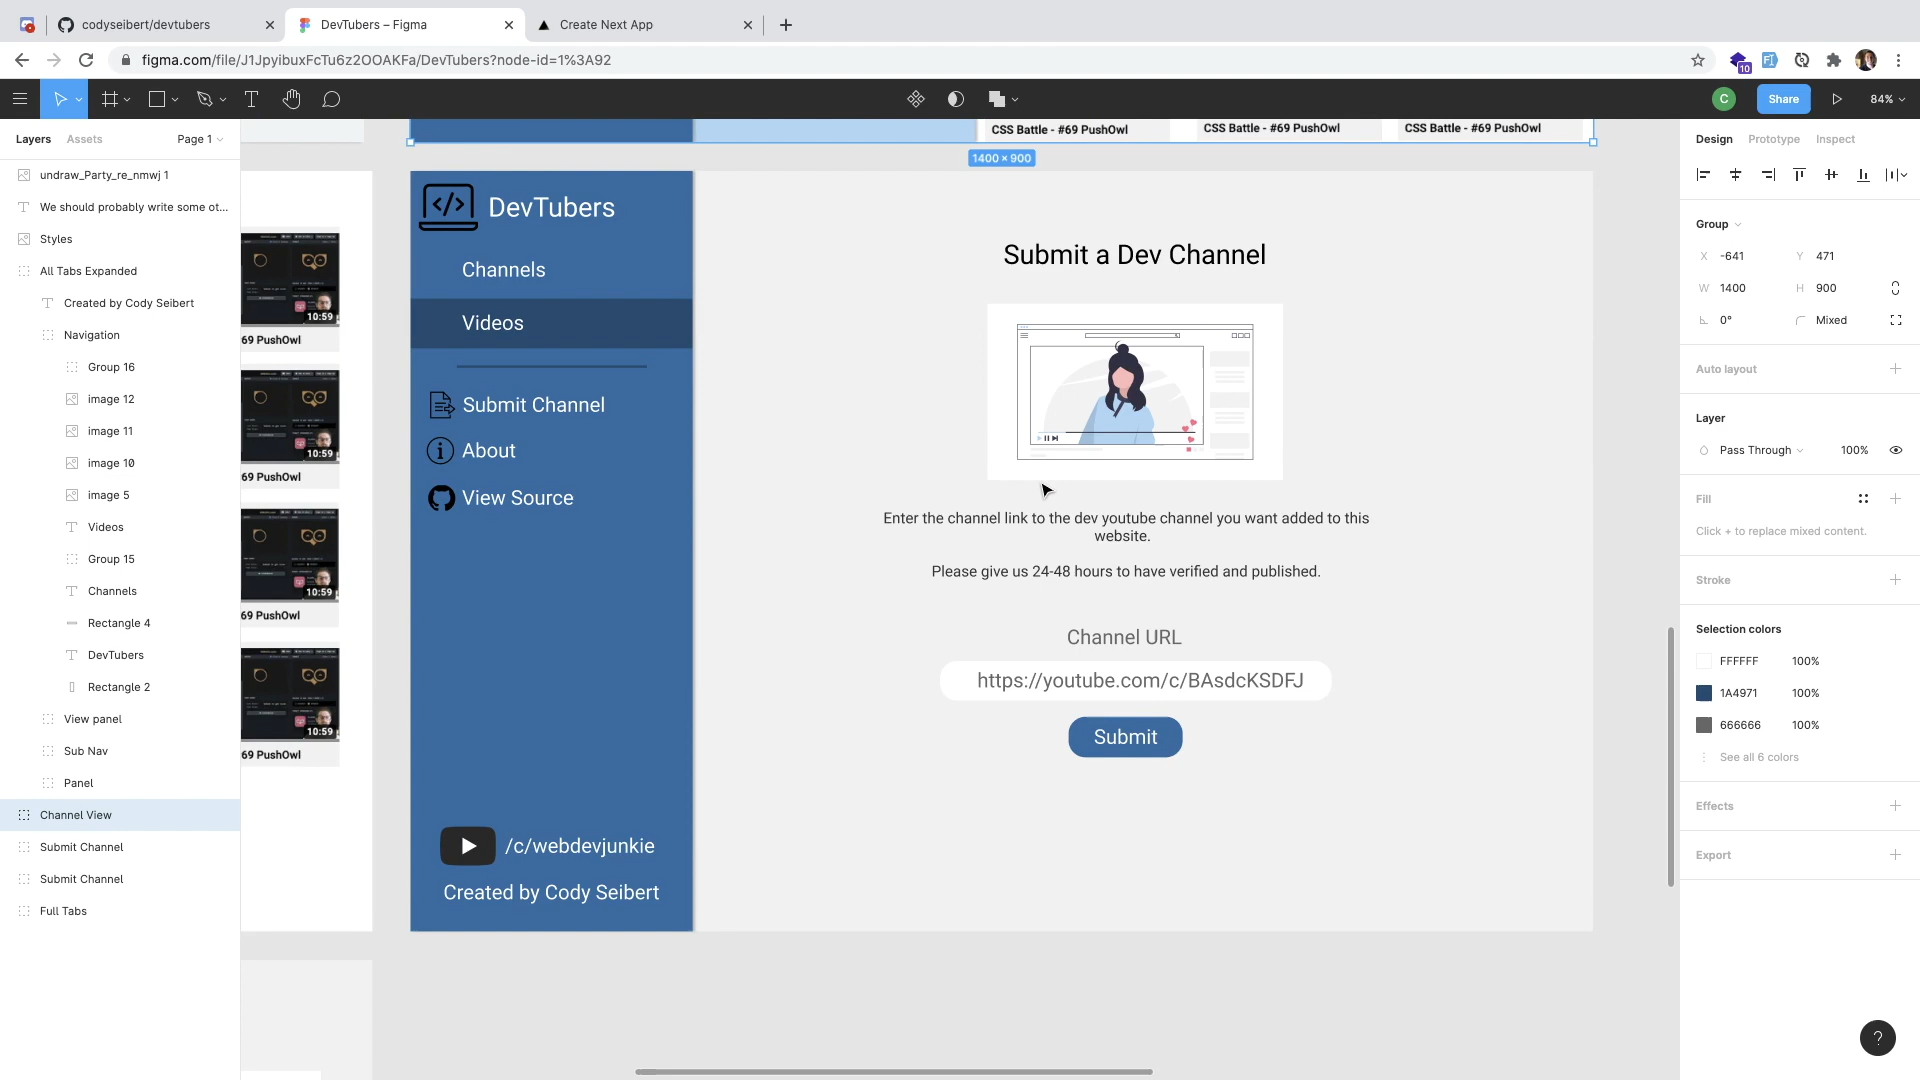 codyseibert/devtubers
DevTubers – Figma
Create Next App
figma.com/file/J1JpyibuxFcTu6z2OOAKFa/DevTubers?node-id=1%3A92
10
C
Share
84%
Layers
Assets
Page 1
undraw_Party_re_nmwj 1
We should probably write some ot...
Styles
All Tabs Expanded
Created by Cody Seibert
Navigation
Group 16
image 12
image 11
image 10
image 5
Videos
Group 15
Channels
Rectangle 4
DevTubers
Rectangle 2
View panel
Sub Nav
Panel
Channel View
Submit Channel
Submit Channel
Full Tabs
10:59
69 PushOwl
10:59
69 PushOwl
10:59
69 PushOwl
10:59
69 PushOwl
CSS Battle - #69 PushOwl
CSS Battle - #69 PushOwl
CSS Battle - #69 PushOwl
1400 × 900
DevTubers
Channels
Videos
Submit Channel
About
View Source
/c/webdevjunkie
Created by Cody Seibert
Submit a Dev Channel
Enter the channel link to the dev youtube channel you want added to this
website.
Please give us 24-48 hours to have verified and published.
Channel URL
https://youtube.com/c/BAsdcKSDFJ
Submit
Design
Prototype
Inspect
Group
X -641
Y 471
W 1400
H 900
0°
Mixed
Auto layout
Layer
Pass Through
100%
Fill
Click + to replace mixed content.
Stroke
Selection colors
FFFFFF 100%
1A4971 100%
666666 100%
See all 6 colors
Effects
Export
?